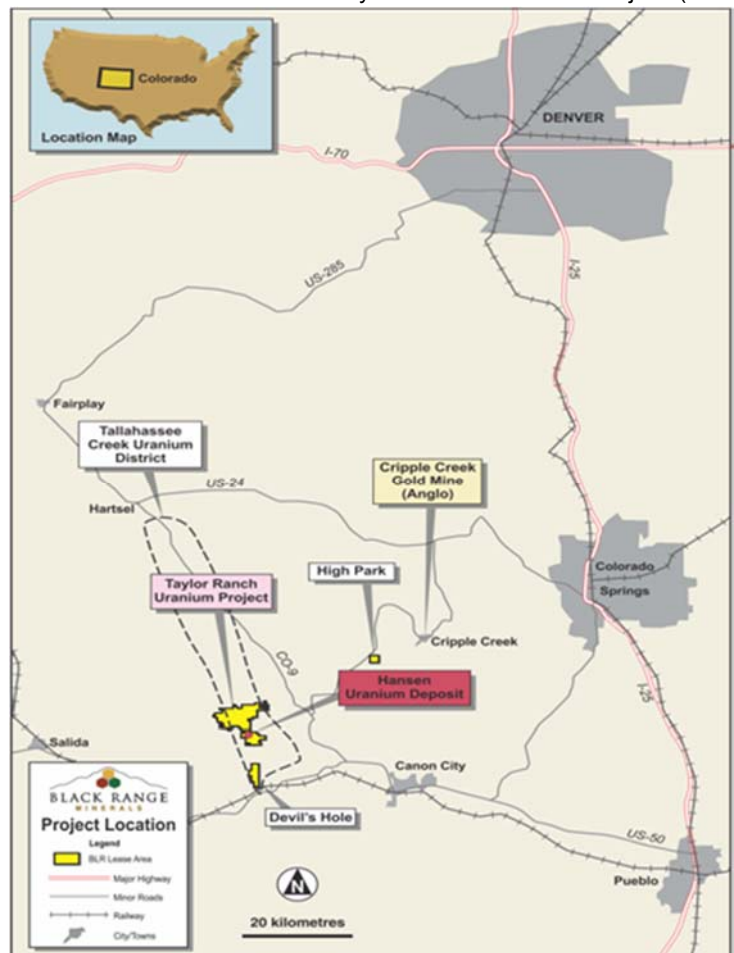 Colorado
Location Map
DENVER
I-70
US-285
I-25
Fairplay
Tallahassee
Creek Uranium
District
Cripple Creek
Gold Mine
(Anglo)
US-24
Hartsel
High Park
Colorado
Springs
Taylor Ranch
Uranium Project
Cripple Creek
CO-9
Hansen
Uranium Deposit
I-25
Salida
Canon City
BLACK RANGE
MINERALS
Project Location
Legend
BLR Lease Area
Major Highway
Minor Roads
Railway
City/Towns
Devil's Hole
US-50
Pueblo
N
20 kilometres